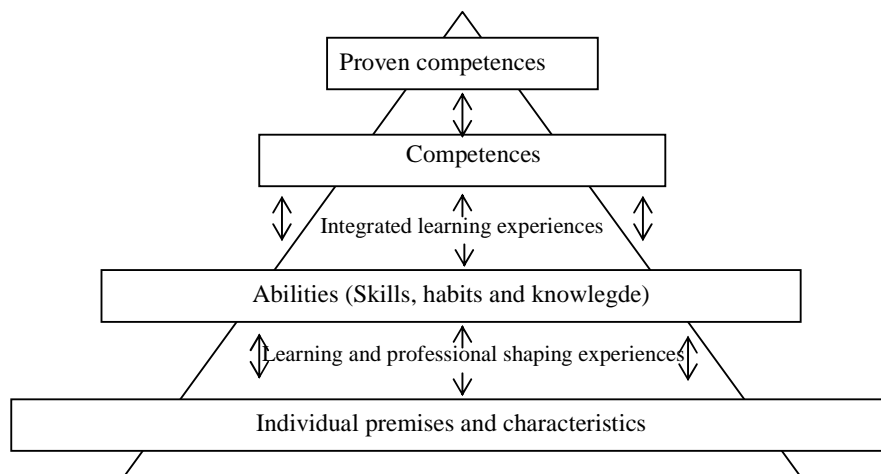 Proven competences
Competences
Integrated learning experiences
Abilities (Skills, habits and knowlegde)
Learning and professional shaping experiences
Individual premises and characteristics